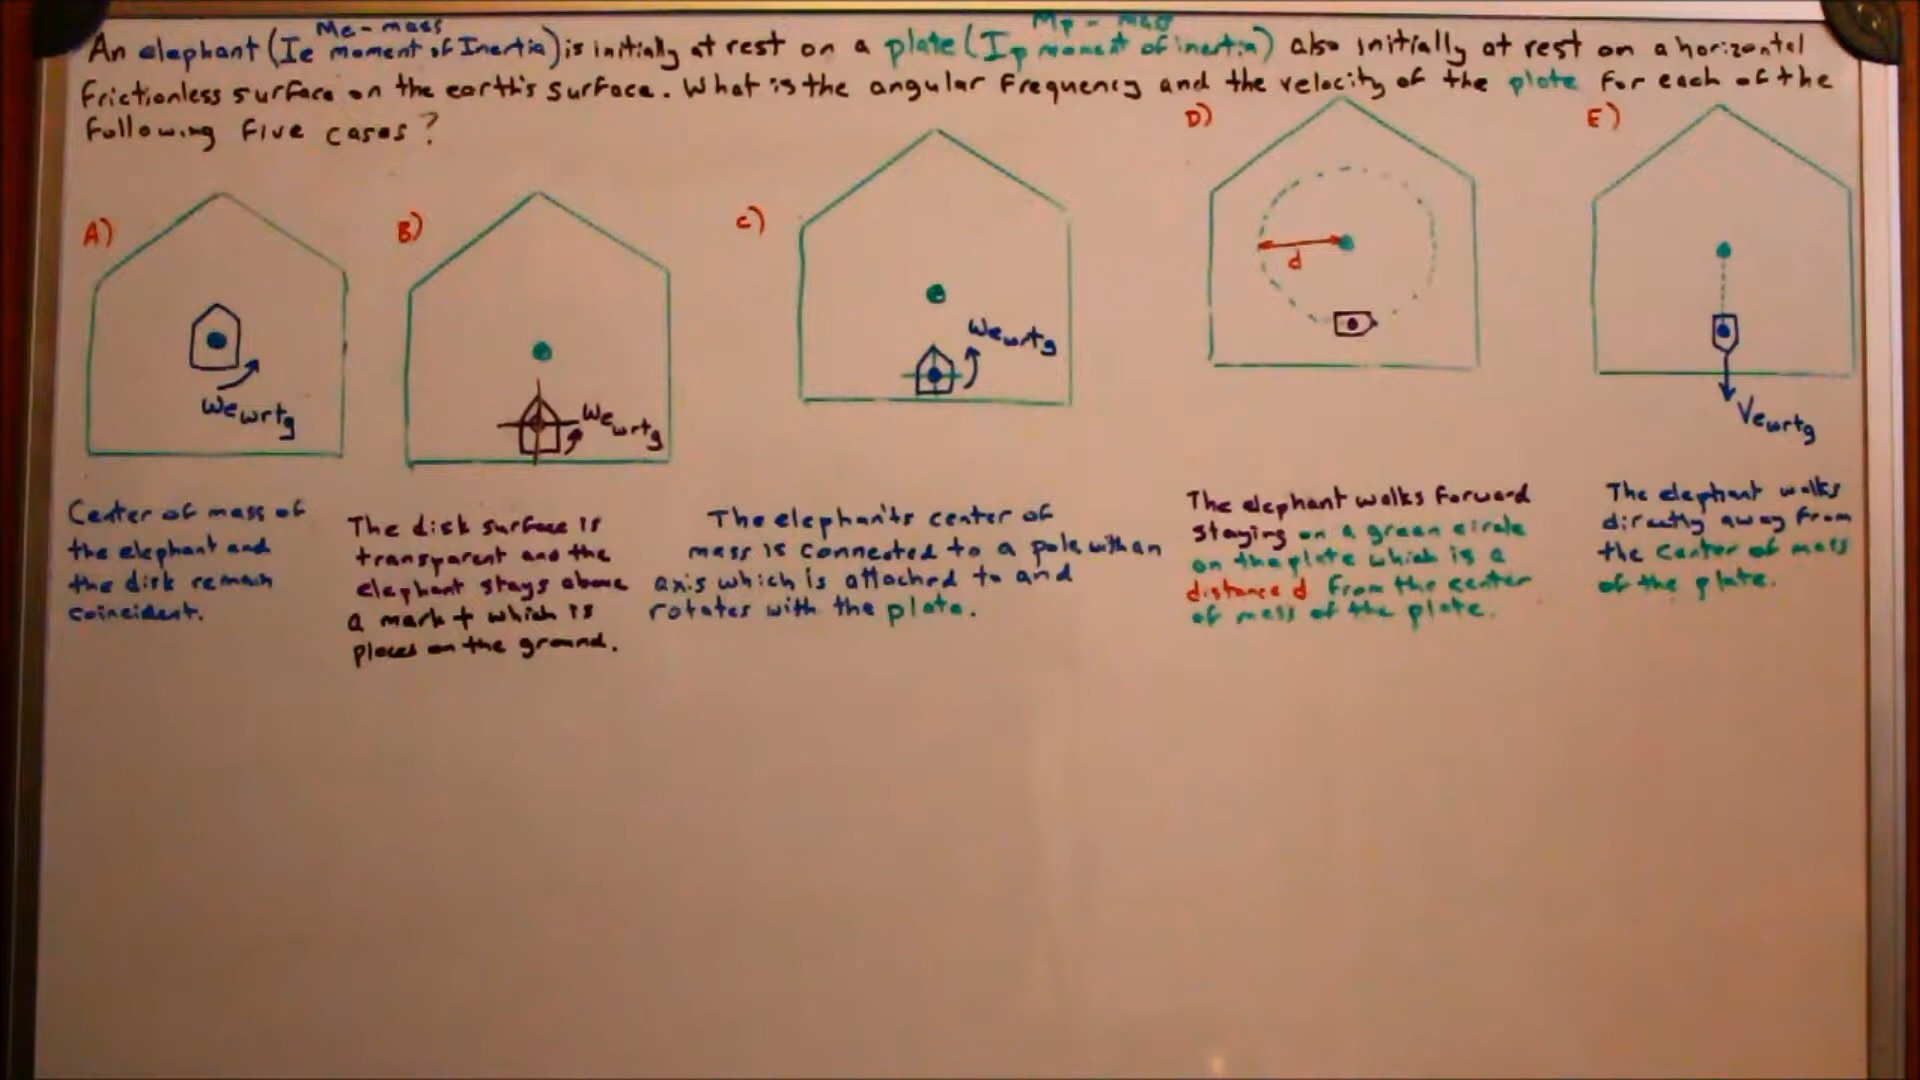 Me - mass
Mp - mass
An elephant (Ie moment of Inertia) is initially at rest on a plate (Ip moment of inertia) also initially at rest on a horizontal
frictionless surface on the earth's surface. What is the angular frequency and the velocity of the plate for each of the
following five cases?
A)
B)
C)
D)
E)
Wewrtg
Wewrtg
Wewrtg
d
Vewrtg
Center of mass of
the elephant and
the disk remain
coincident.
The disk surface is
transparent and the
elephant stays above
a mark + which is
places on the ground.
The elephants center of
mass is connected to a pole with an
axis which is attached to and
rotates with the plate.
The elephant walks forward
staying on a green circle
on the plate which is a
distance d from the center
of mass of the plate.
The elephant walks
directly away from
the center of mass
of the plate.